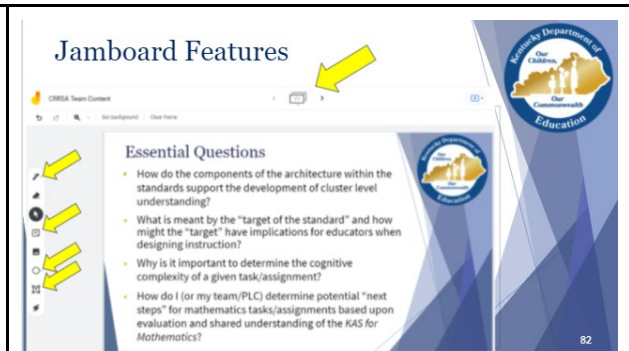 Jamboard Features
Kentucky Department of
Our
Children,
Our
Commonwealth
Education
CRRSA Team Content
Set background Clear frame
Essential Questions
• How do the components of the architecture within the
standards support the development of cluster level
understanding?
• What is meant by the “target of the standard” and how
might the “target” have implications for educators when
designing instruction?
• Why is it important to determine the cognitive
complexity of a given task/assignment?
• How do I (or my team/PLC) determine potential “next
steps” for mathematics tasks/assignments based upon
evaluation and shared understanding of the KAS for
Mathematics?
82